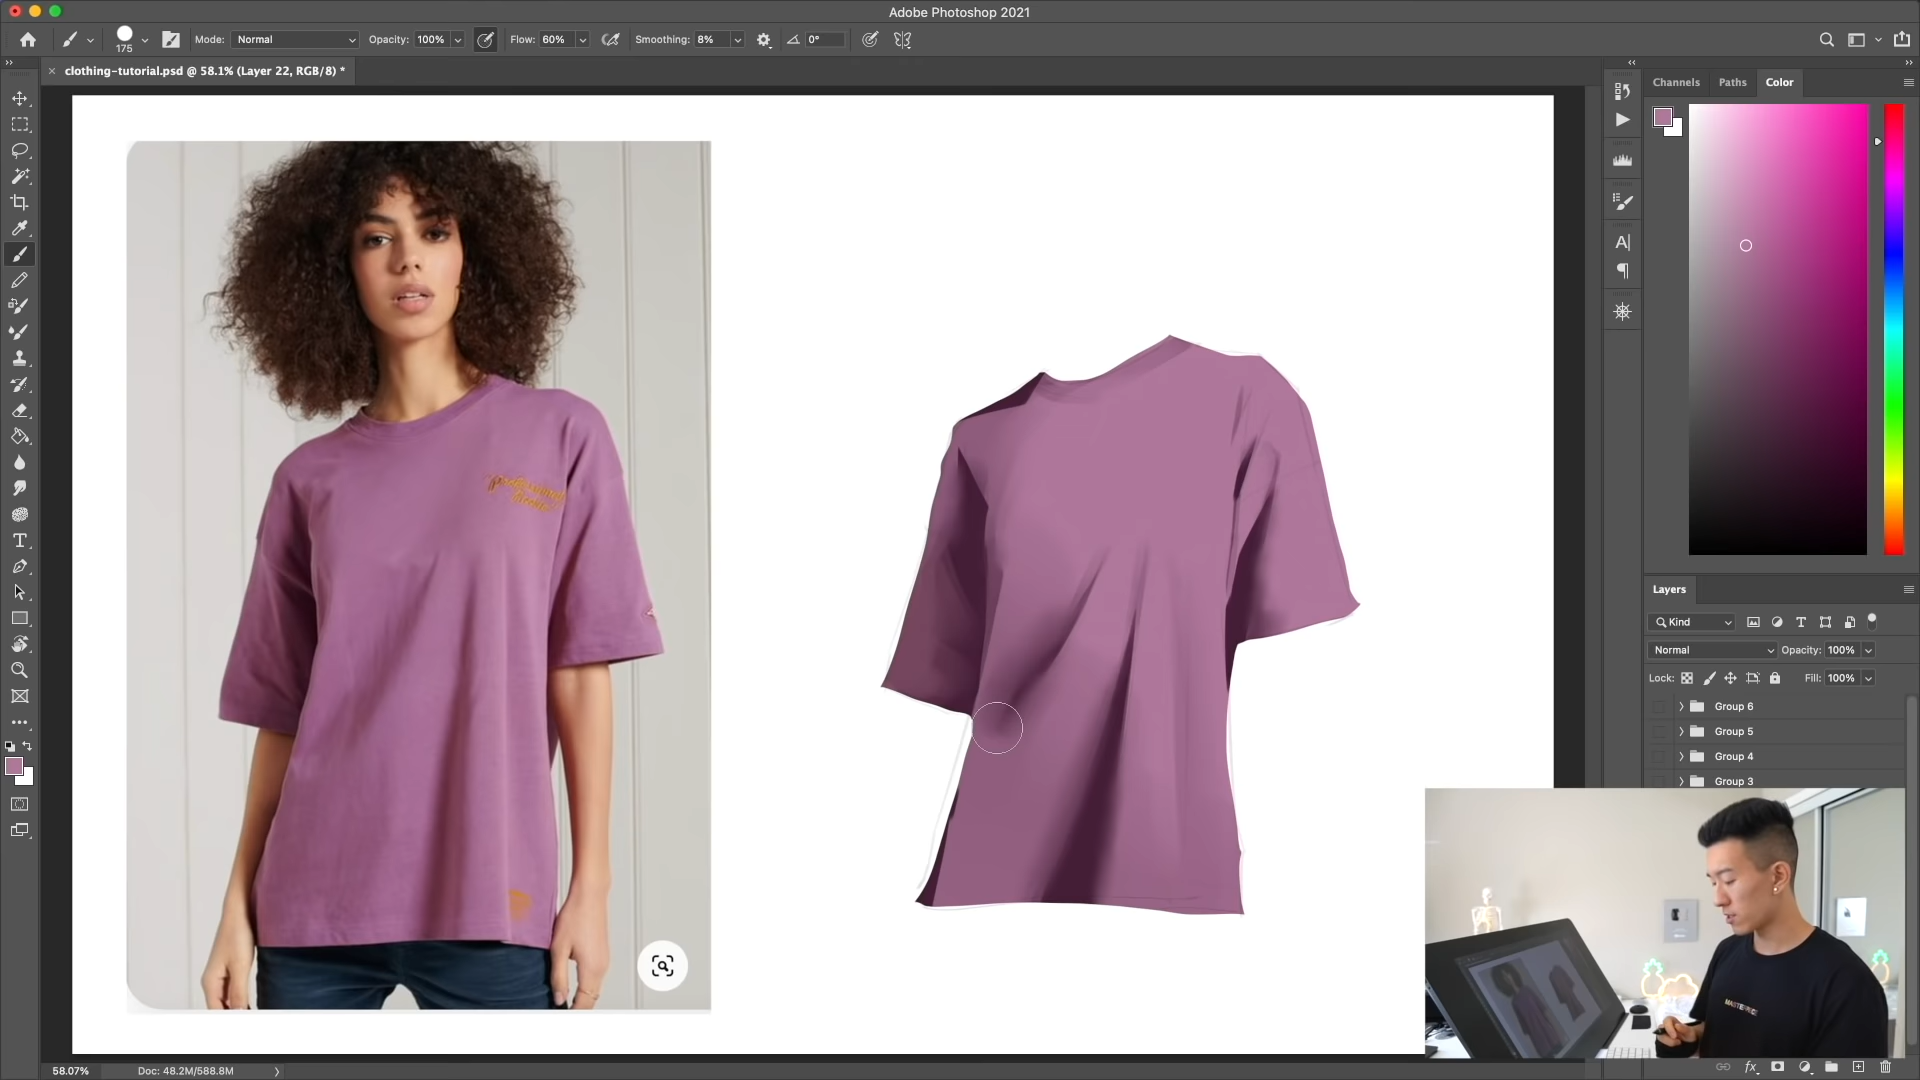 Adobe Photoshop 2021
175
Mode: Normal
Opacity: 100%
Flow: 60%
Smoothing: 8%
0°
clothing-tutorial.psd @ 58.1% (Layer 22, RGB/8) *
Channels
Paths
Color
Layers
Kind
Normal
Opacity: 100%
Lock:
Fill: 100%
Group 6
Group 5
Group 4
Group 3
58.07%
Doc: 48.2M/588.8M